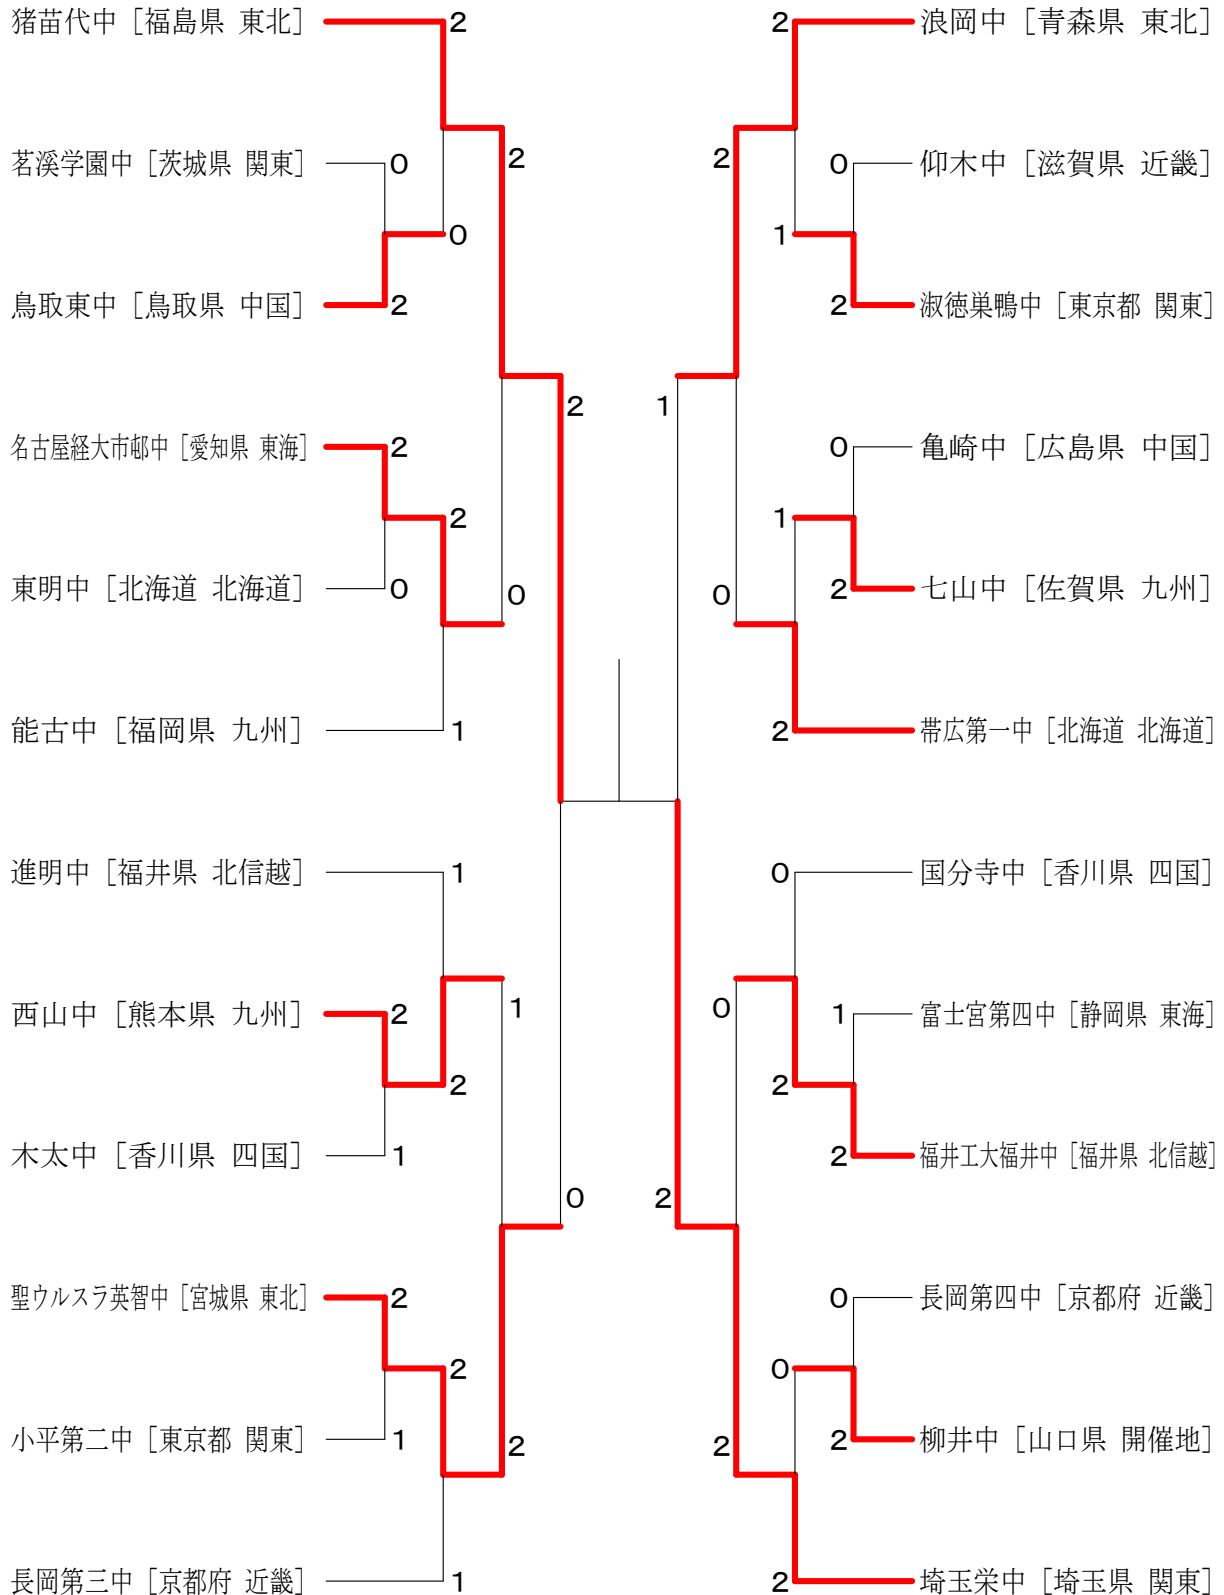 猪苗代中 [福島県 東北]
2
2
浪岡中 [青森県 東北]
茗溪学園中 [茨城県 関東]
0
2
2
0
仰木中 [滋賀県 近畿]
0
1
鳥取東中 [鳥取県 中国]
2
2
淑徳巣鴨中 [東京都 関東]
2
1
名古屋経大市邨中 [愛知県 東海]
2
0
亀崎中 [広島県 中国]
2
1
東明中 [北海道 北海道]
0
0
0
2
七山中 [佐賀県 九州]
能古中 [福岡県 九州]
1
2
帯広第一中 [北海道 北海道]
進明中 [福井県 北信越]
1
0
国分寺中 [香川県 四国]
西山中 [熊本県 九州]
2
1
0
1
富士宮第四中 [静岡県 東海]
2
2
木太中 [香川県 四国]
1
2
福井工大福井中 [福井県 北信越]
0
2
聖ウルスラ英智中 [宮城県 東北]
2
0
長岡第四中 [京都府 近畿]
2
0
小平第二中 [東京都 関東]
1
2
2
2
柳井中 [山口県 開催地]
長岡第三中 [京都府 近畿]
1
2
埼玉栄中 [埼玉県 関東]